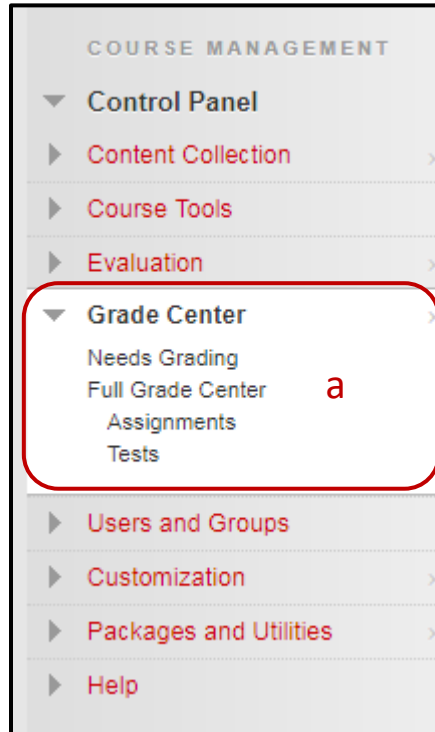 COURSE MANAGEMENT
Control Panel
Content Collection
Course Tools
Evaluation
Grade Center
Needs Grading
Full Grade Center
a
Assignments
Tests
Users and Groups
Customization
Packages and Utilities
Help